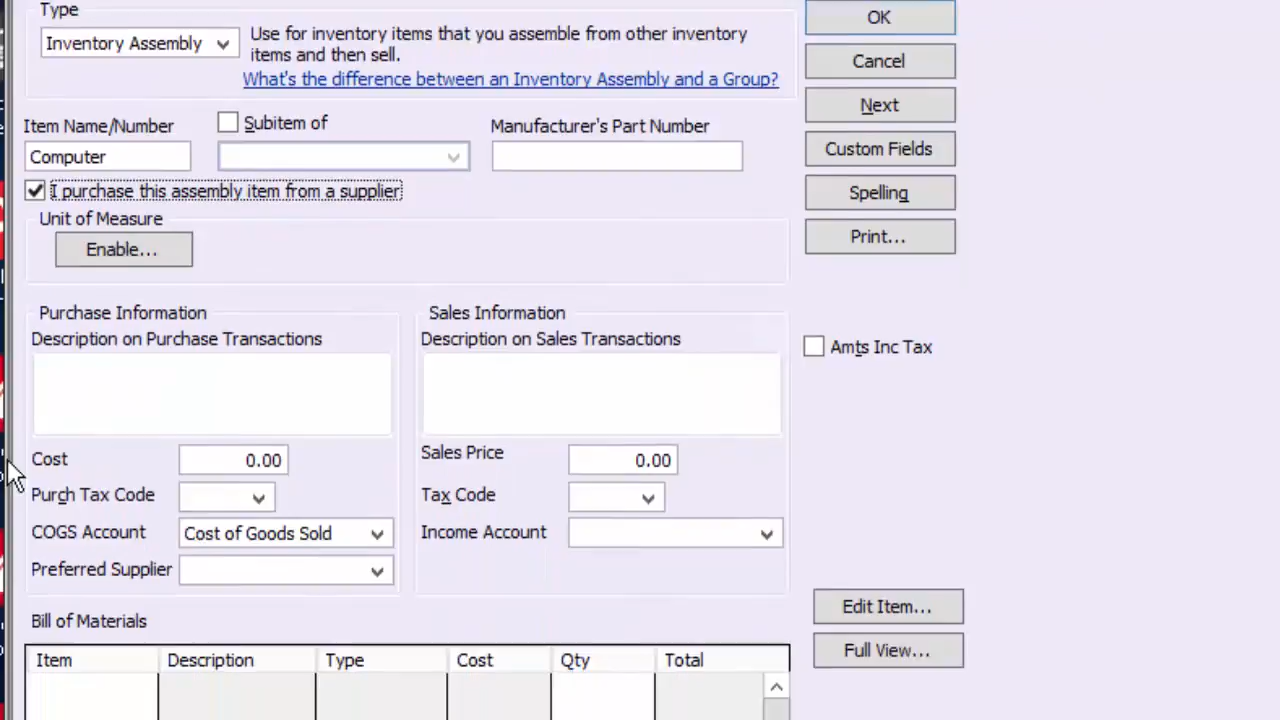 Type
Inventory Assembly
Use for inventory items that you assemble from other inventory
items and then sell.
What's the difference between an Inventory Assembly and a Group?
OK
Cancel
Next
Custom Fields
Spelling
Print...
Item Name/Number
Subitem of
Manufacturer's Part Number
Computer
I purchase this assembly item from a supplier
Unit of Measure
Enable...
Purchase Information
Description on Purchase Transactions
Cost
0.00
Purch Tax Code
COGS Account
Cost of Goods Sold
Preferred Supplier
Sales Information
Description on Sales Transactions
Sales Price
0.00
Tax Code
Income Account
Amts Inc Tax
Edit Item...
Full View...
Bill of Materials
Item Description Type Cost Qty Total